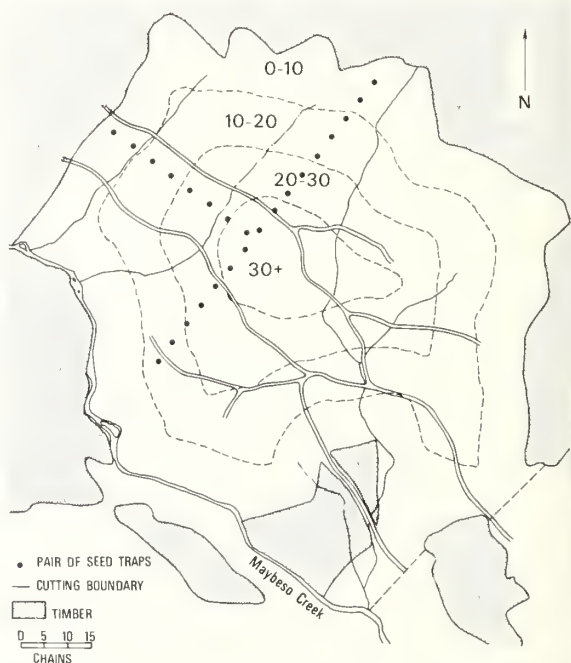 0-10
N
10-20
20-30
30+
Maybeso Creek
PAIR OF SEED TRAPS
CUTTING BOUNDARY
TIMBER
0 5 10 15
CHAINS